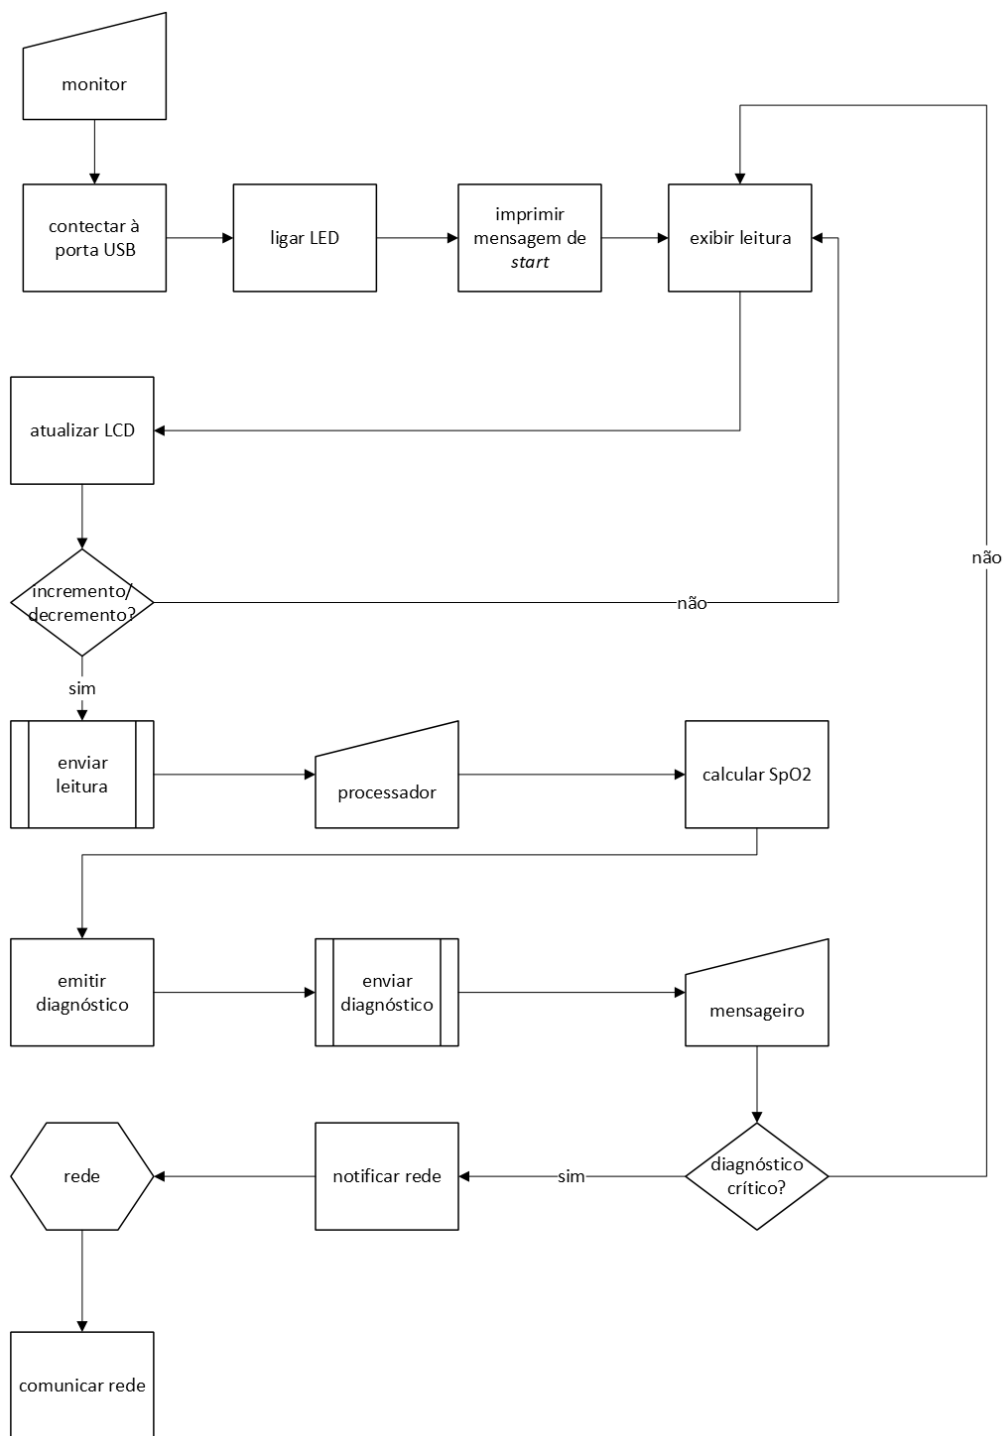 monitor
contectar à
porta USB
ligar LED
imprimir
mensagem de
start
exibir leitura
atualizar LCD
não
incremento/
decremento?
não
sim
enviar
leitura
processador
calcular SpO2
emitir
diagnóstico
enviar
diagnóstico
mensageiro
rede
notificar rede
sim
diagnóstico
crítico?
comunicar rede